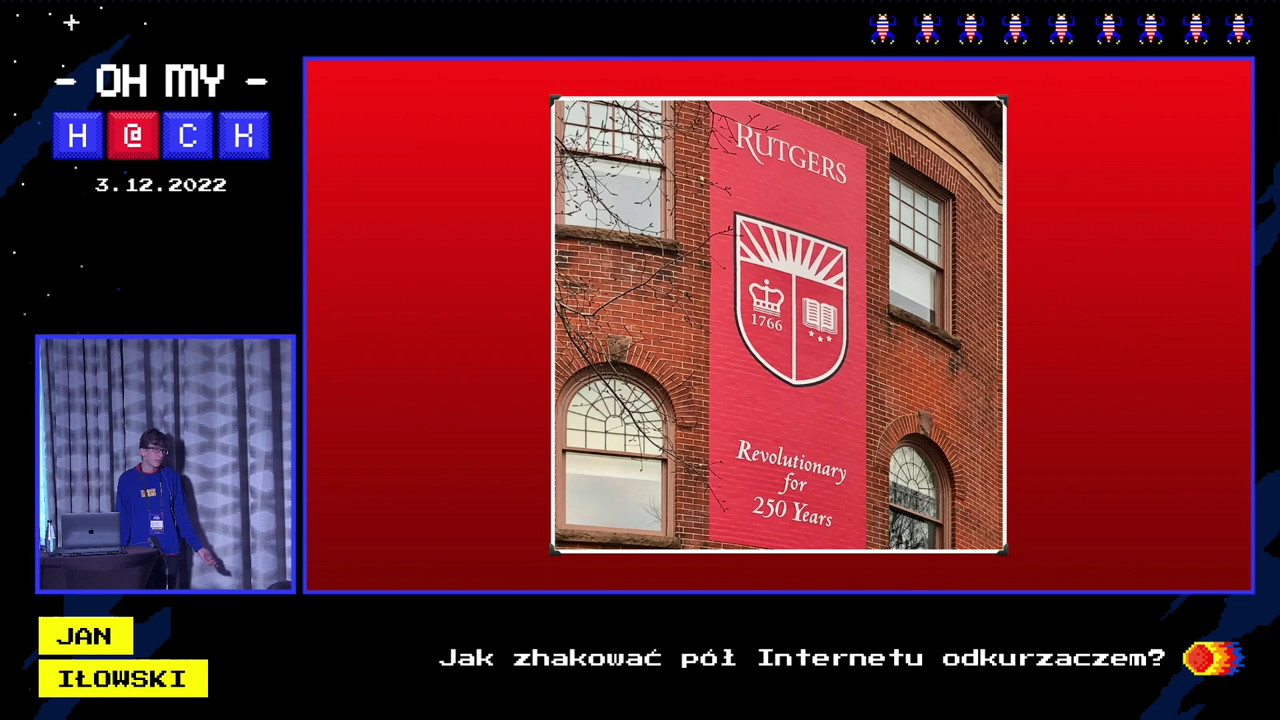 - OH MY -
H @ C K
3.12.2022
RUTGERS
1766
Revolutionary
for
250 Years
JAN
IŁOWSKI
Jak zhakować pół Internetu odkurzaczem?